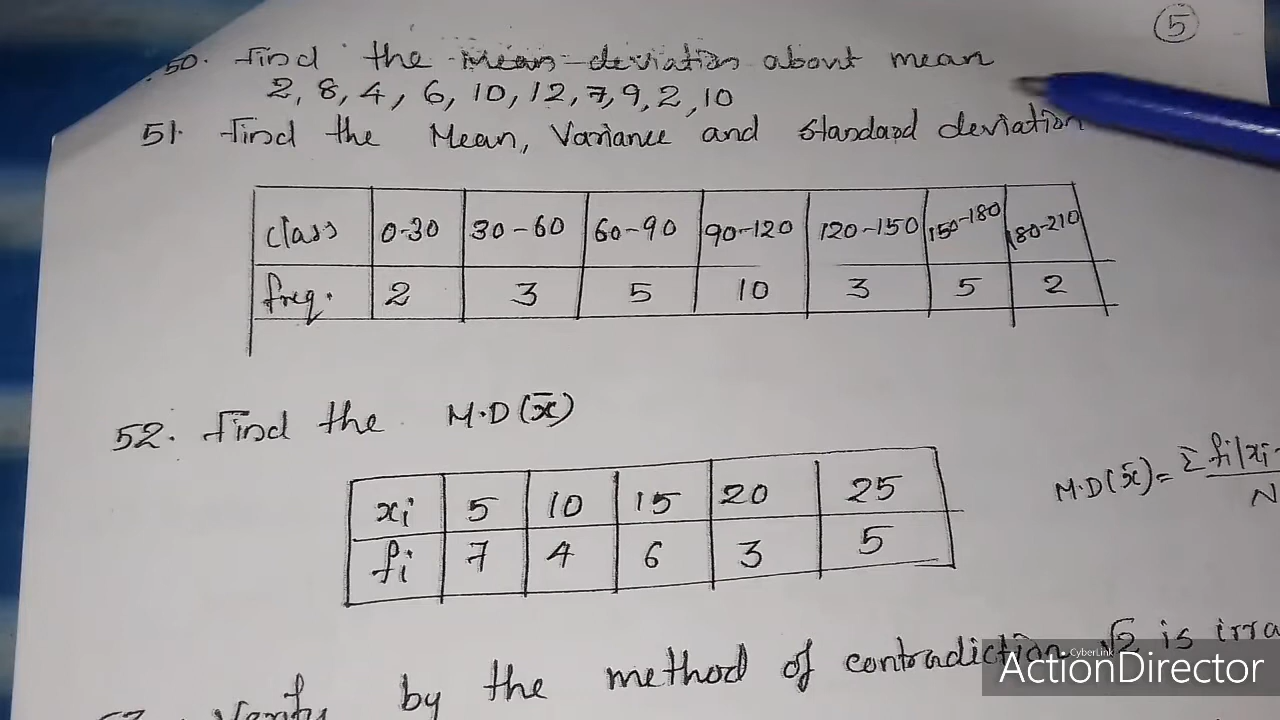 5
50. Find the Mean deviation about mean
2, 8, 4, 6, 10, 12, 7, 9, 2, 10
51. Find the Mean, Variance and Standard deviation
Class 0-30 30-60 60-90 90-120 120-150 150-180 180-210
freq. 2 3 5 10 3 5 2
52. Find the M.D(x̄)
xi 5 10 15 20 25
fi 7 4 6 3 5
M.D(x̄) = Σ fi|xi- 
N
by the method of contradiction √2 is irra
CyberLink
ActionDirector